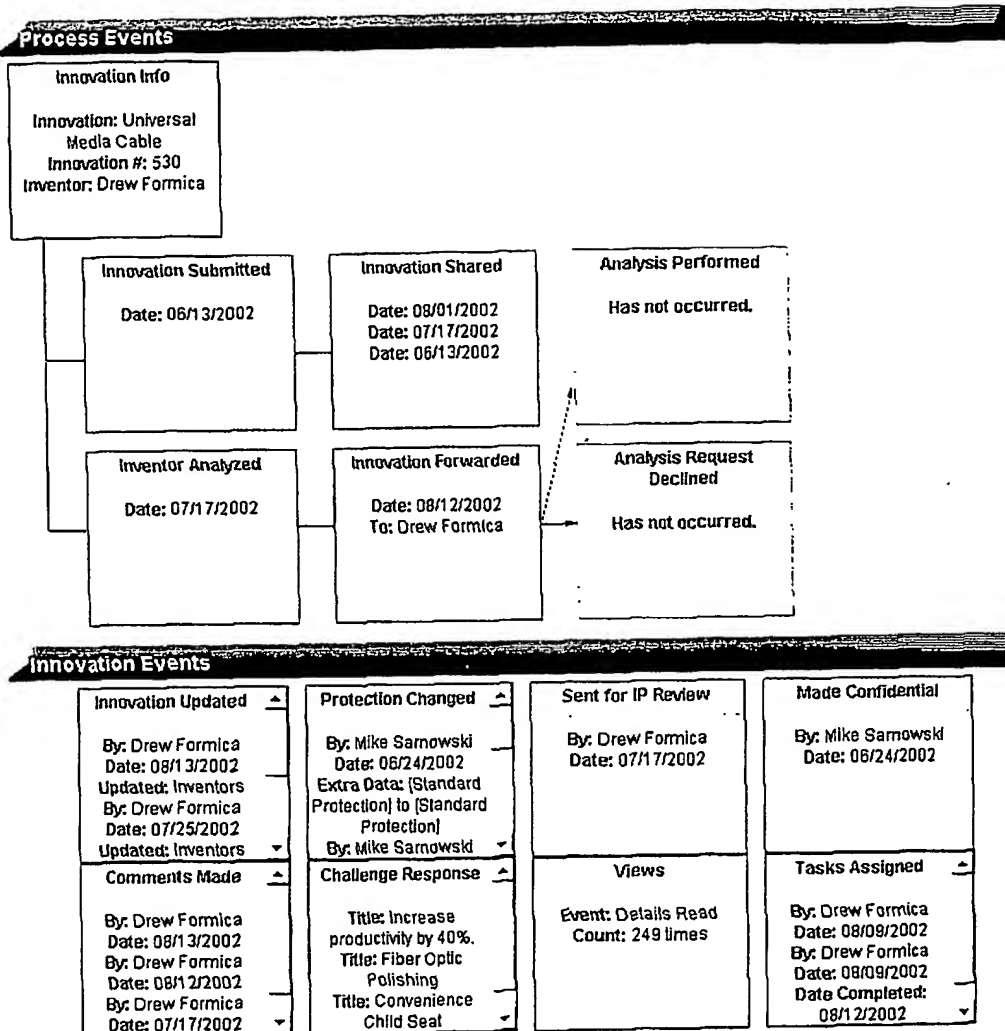 Process Events
Innovation Info
Innovation: Universal
Media Cable
Innovation #: 530
Inventor: Drew Formica
Innovation Submitted
Date: 06/13/2002
Innovation Shared
Date: 08/01/2002
Date: 07/17/2002
Date: 06/13/2002
Analysis Performed
Has not occurred.
Inventor Analyzed
Date: 07/17/2002
Innovation Forwarded
Date: 08/12/2002
To: Drew Formica
Analysis Request
Declined
Has not occurred.
Innovation Events
Innovation Updated
By: Drew Formica
Date: 08/13/2002
Updated: Inventors
By: Drew Formica
Date: 07/25/2002
Updated: Inventors
Protection Changed
By: Mike Sarnowski
Date: 06/24/2002
Extra Data: [Standard
Protection] to [Standard
Protection]
By: Mike Sarnowski
Sent for IP Review
By: Drew Formica
Date: 07/17/2002
Made Confidential
By: Mike Sarnowski
Date: 06/24/2002
Comments Made
By: Drew Formica
Date: 08/13/2002
By: Drew Formica
Date: 08/12/2002
By: Drew Formica
Date: 07/17/2002
Challenge Response
Title: Increase
productivity by 40%.
Title: Fiber Optic
Polishing
Title: Convenience
Child Seat
Views
Event: Details Read
Count: 249 times
Tasks Assigned
By: Drew Formica
Date: 08/09/2002
By: Drew Formica
Date: 08/09/2002
Date Completed:
08/12/2002